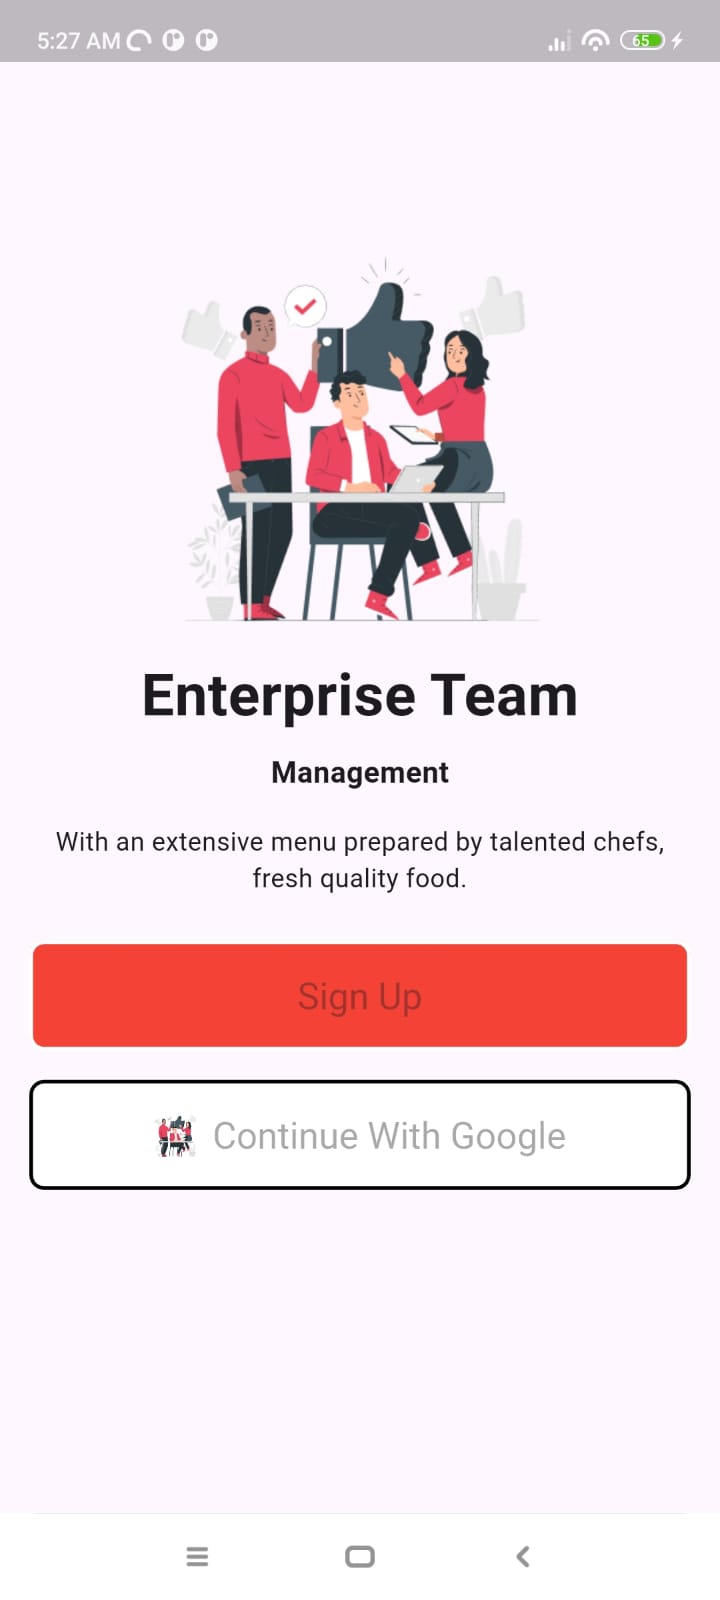 5:27 AM
65
Enterprise Team
Management
With an extensive menu prepared by talented chefs,
fresh quality food.
Sign Up
Continue With Google